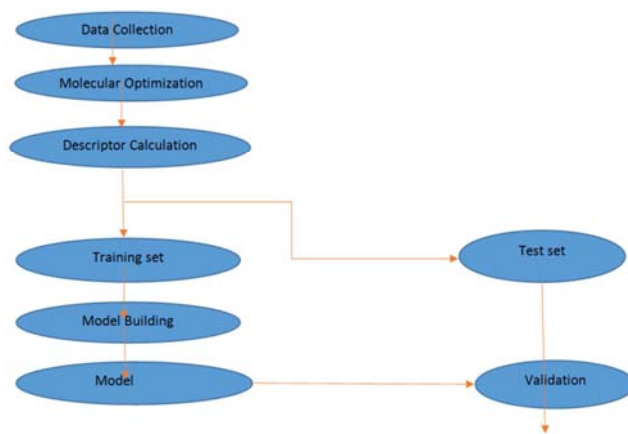 Data Collection
Molecular Optimization
Descriptor Calculation
Training set
Test set
Model Building
Model
Validation